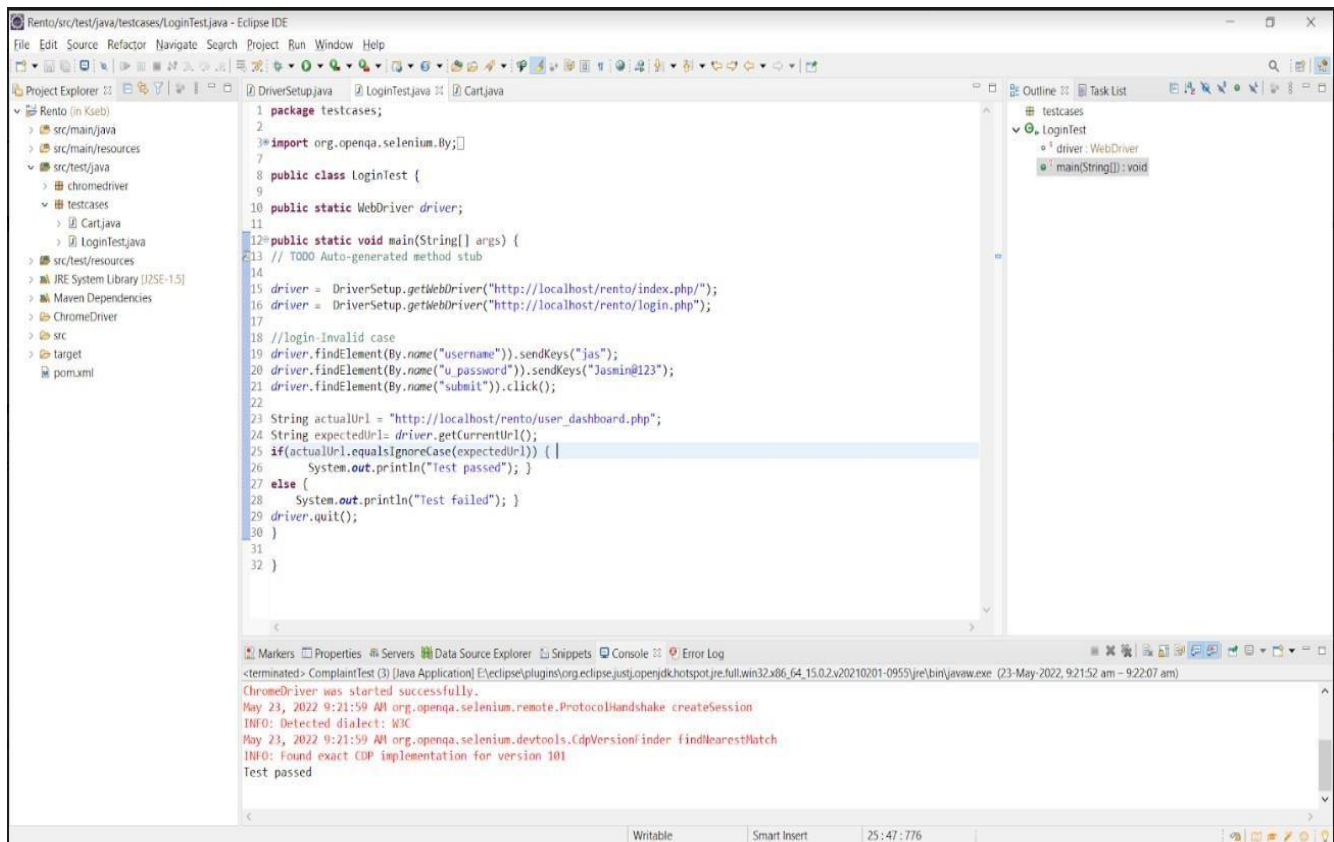 Rento/src/test/java/testcases/LoginTest.java - Eclipse IDE
File Edit Source Refactor Navigate Search Project Run Window Help
Project Explorer
Rento (in Kseb)
src/main/java
src/main/resources
src/test/java
chromedriver
testcases
Cart.java
LoginTest.java
src/test/resources
JRE System Library [J2SE-1.5]
Maven Dependencies
ChromeDriver
src
target
pom.xml
DriverSetup.java LoginTest.java Cart.java
1 package testcases;
2
3 import org.openqa.selenium.By;
7
8 public class LoginTest {
9
10 public static WebDriver driver;
11
12 public static void main(String[] args) {
13 // TODO Auto-generated method stub
14
15 driver = DriverSetup.getWebDriver("http://localhost/rento/index.php/");
16 driver = DriverSetup.getWebDriver("http://localhost/rento/login.php");
17
18 //login-Invalid case
19 driver.findElement(By.name("username")).sendKeys("jas");
20 driver.findElement(By.name("u_password")).sendKeys("Jasmin@123");
21 driver.findElement(By.name("submit")).click();
22
23 String actualUrl = "http://localhost/rento/user_dashboard.php";
24 String expectedUrl= driver.getCurrentUrl();
25 if(actualUrl.equalsIgnoreCase(expectedUrl)) {
26 System.out.println("Test passed"); }
27 else {
28 System.out.println("Test failed"); }
29 driver.quit();
30 }
31
32 }
Outline Task List
testcases
LoginTest
driver : WebDriver
main(String[]) : void
Markers Properties Servers Data Source Explorer Snippets Console Error Log
<terminated> ComplaintTest (3) [Java Application] E:\eclipse\plugins\org.eclipse.justj.openjdk.hotspot.jre.full.win32.x86_64_15.0.2.v20210201-0955\jre\bin\javaw.exe (23-May-2022, 9:21:52 am – 9:22:07 am)
ChromeDriver was started successfully.
May 23, 2022 9:21:59 AM org.openqa.selenium.remote.ProtocolHandshake createSession
INFO: Detected dialect: W3C
May 23, 2022 9:21:59 AM org.openqa.selenium.devtools.CdpVersionFinder findNearestMatch
INFO: Found exact CDP implementation for version 101
Test passed
Writable Smart Insert 25 : 47 : 776